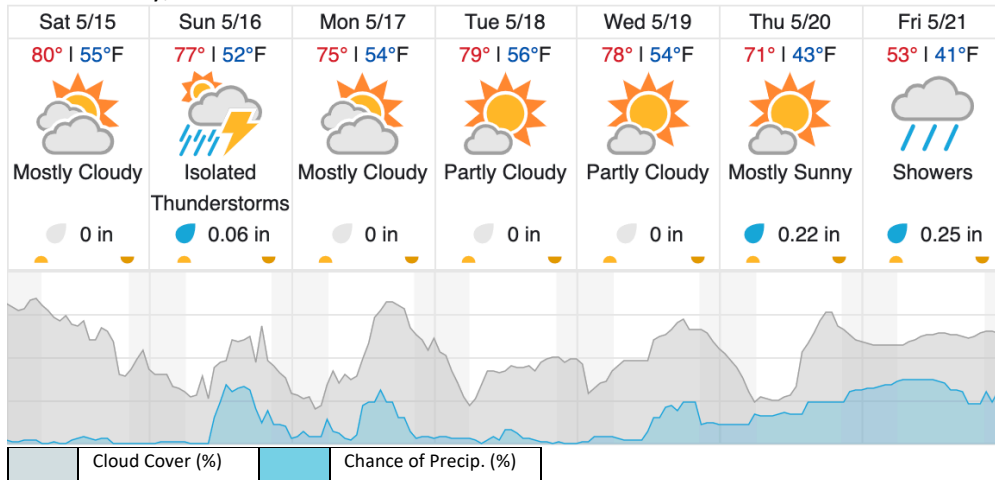 Sat 5/15 Sun 5/16 Mon 5/17 Tue 5/18 Wed 5/19 Thu 5/20 Fri 5/21
80° | 55°F 77° | 52°F 75° | 54°F 79° | 56°F 78° | 54°F 71° | 43°F 53° | 41°F
Mostly Cloudy Isolated Mostly Cloudy Partly Cloudy Partly Cloudy Mostly Sunny Showers
Thunderstorms
0 in 0.06 in 0 in 0 in 0 in 0.22 in 0.25 in
Cloud Cover (%) Chance of Precip. (%)